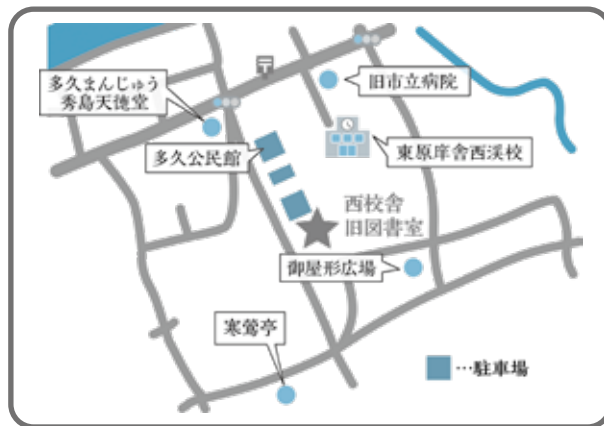 多久まんじゅう
秀島天徳堂
〒
旧市立病院
多久公民館
東原庠舎西渓校
西校舎
旧図書室
御屋形広場
寒鶯亭
…駐車場